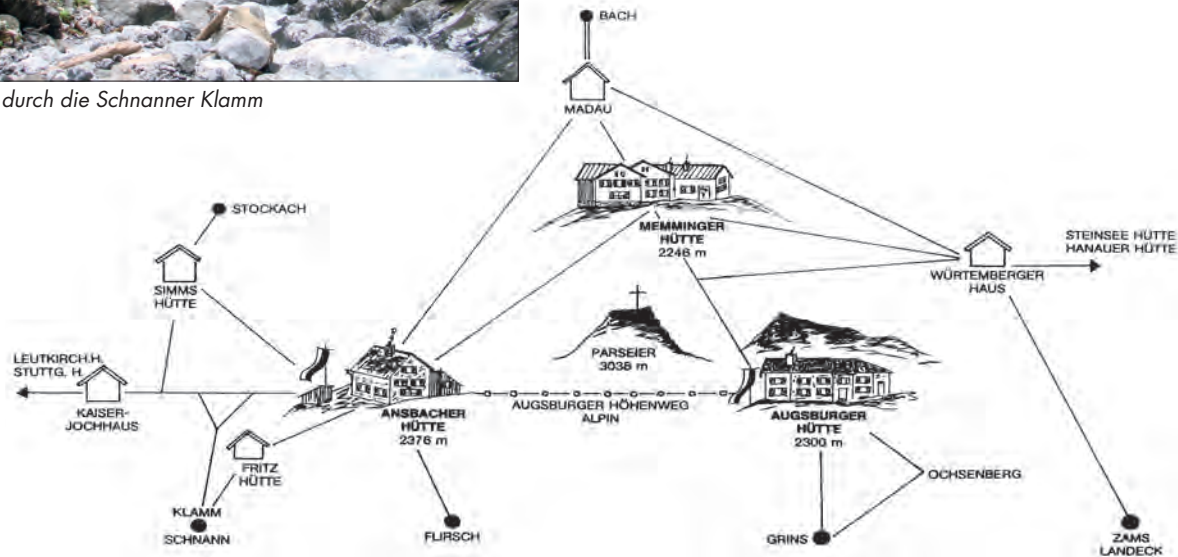 durch die Schnanner Klamm
BACH
MADAU
STOCKACH
MEMMINGER
HÜTTE
2246 m
STEINSEE HÜTTE
HANAUER HÜTTE
WÜRTEMBERGER
HAUS
SIMMS
HÜTTE
PARSEIER
3038 m
LEUTKIRCH.H.
STUTTG. H.
KAISER-
JOCHHAUS
ANSBACHER
HÜTTE
2376 m
AUGSBURGER HÖHENWEG
ALPIN
AUGSBURGER
HÜTTE
2300 m
FRITZ
HÜTTE
OCHSENBERG
KLAMM
SCHNANN
FLIRSCH
GRINS
ZAMS
LANDECK